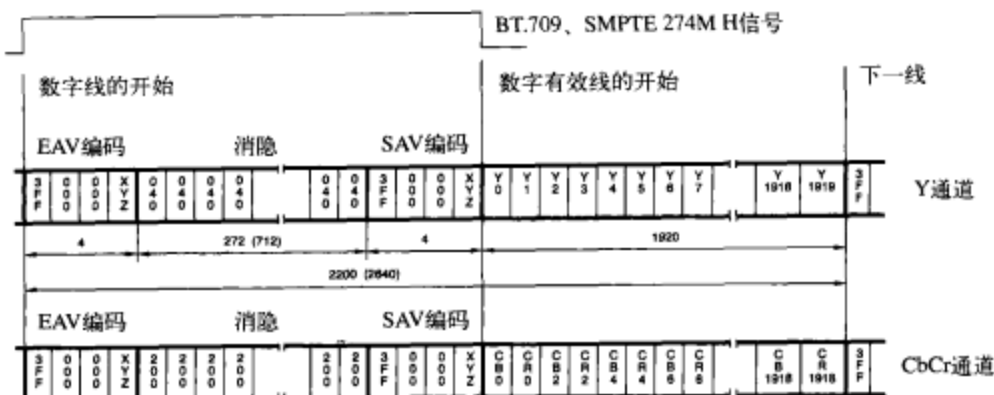 BT.709、SMPTE 274M H信号
数字线的开始 数字有效线的开始 下一线
EAV编码 消隐 SAV编码
3FF 000 000 XYZ 040 040 040 040 040 040 3FF 000 000 XYZ Y0 Y1 Y2 Y3 Y4 Y5 Y6 Y7 Y1918 Y1919 3FF Y通道
4 272 (712) 4 1920
2200 (2640)
EAV编码 消隐 SAV编码
3FF 000 000 XYZ 200 200 200 200 200 200 3FF 000 000 XYZ CB0 CR0 CB2 CR2 CB4 CR4 CB6 CR6 CB1918 CR1918 3FF CbCr通道